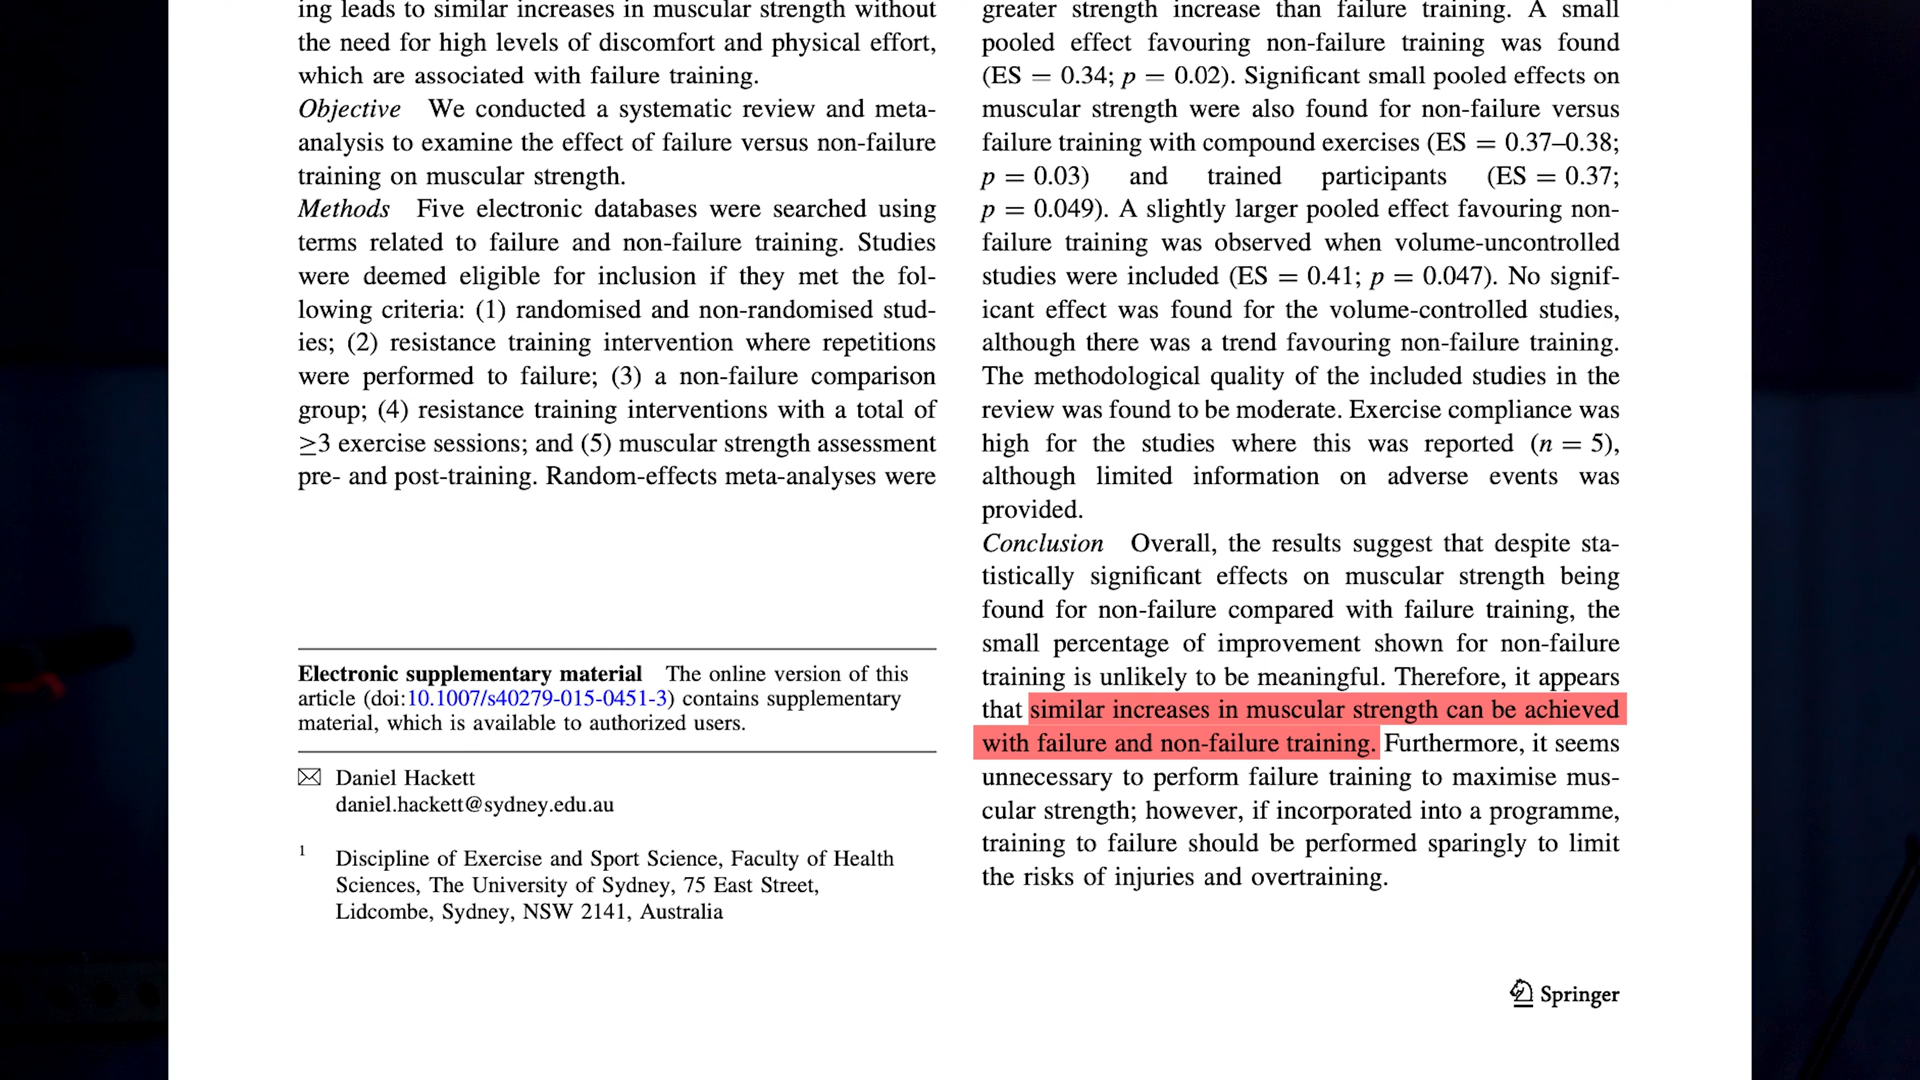 ing leads to similar increases in muscular strength without
the need for high levels of discomfort and physical effort,
which are associated with failure training.
Objective We conducted a systematic review and meta-
analysis to examine the effect of failure versus non-failure
training on muscular strength.
Methods Five electronic databases were searched using
terms related to failure and non-failure training. Studies
were deemed eligible for inclusion if they met the fol-
lowing criteria: (1) randomised and non-randomised stud-
ies; (2) resistance training intervention where repetitions
were performed to failure; (3) a non-failure comparison
group; (4) resistance training interventions with a total of
≥3 exercise sessions; and (5) muscular strength assessment
pre- and post-training. Random-effects meta-analyses were
Electronic supplementary material The online version of this
article (doi:10.1007/s40279-015-0451-3) contains supplementary
material, which is available to authorized users.
Daniel Hackett
daniel.hackett@sydney.edu.au
1 Discipline of Exercise and Sport Science, Faculty of Health
Sciences, The University of Sydney, 75 East Street,
Lidcombe, Sydney, NSW 2141, Australia
greater strength increase than failure training. A small
pooled effect favouring non-failure training was found
(ES = 0.34; p = 0.02). Significant small pooled effects on
muscular strength were also found for non-failure versus
failure training with compound exercises (ES = 0.37–0.38;
p = 0.03) and trained participants (ES = 0.37;
p = 0.049). A slightly larger pooled effect favouring non-
failure training was observed when volume-uncontrolled
studies were included (ES = 0.41; p = 0.047). No signif-
icant effect was found for the volume-controlled studies,
although there was a trend favouring non-failure training.
The methodological quality of the included studies in the
review was found to be moderate. Exercise compliance was
high for the studies where this was reported (n = 5),
although limited information on adverse events was
provided.
Conclusion Overall, the results suggest that despite sta-
tistically significant effects on muscular strength being
found for non-failure compared with failure training, the
small percentage of improvement shown for non-failure
training is unlikely to be meaningful. Therefore, it appears
that similar increases in muscular strength can be achieved
with failure and non-failure training. Furthermore, it seems
unnecessary to perform failure training to maximise mus-
cular strength; however, if incorporated into a programme,
training to failure should be performed sparingly to limit
the risks of injuries and overtraining.
Springer